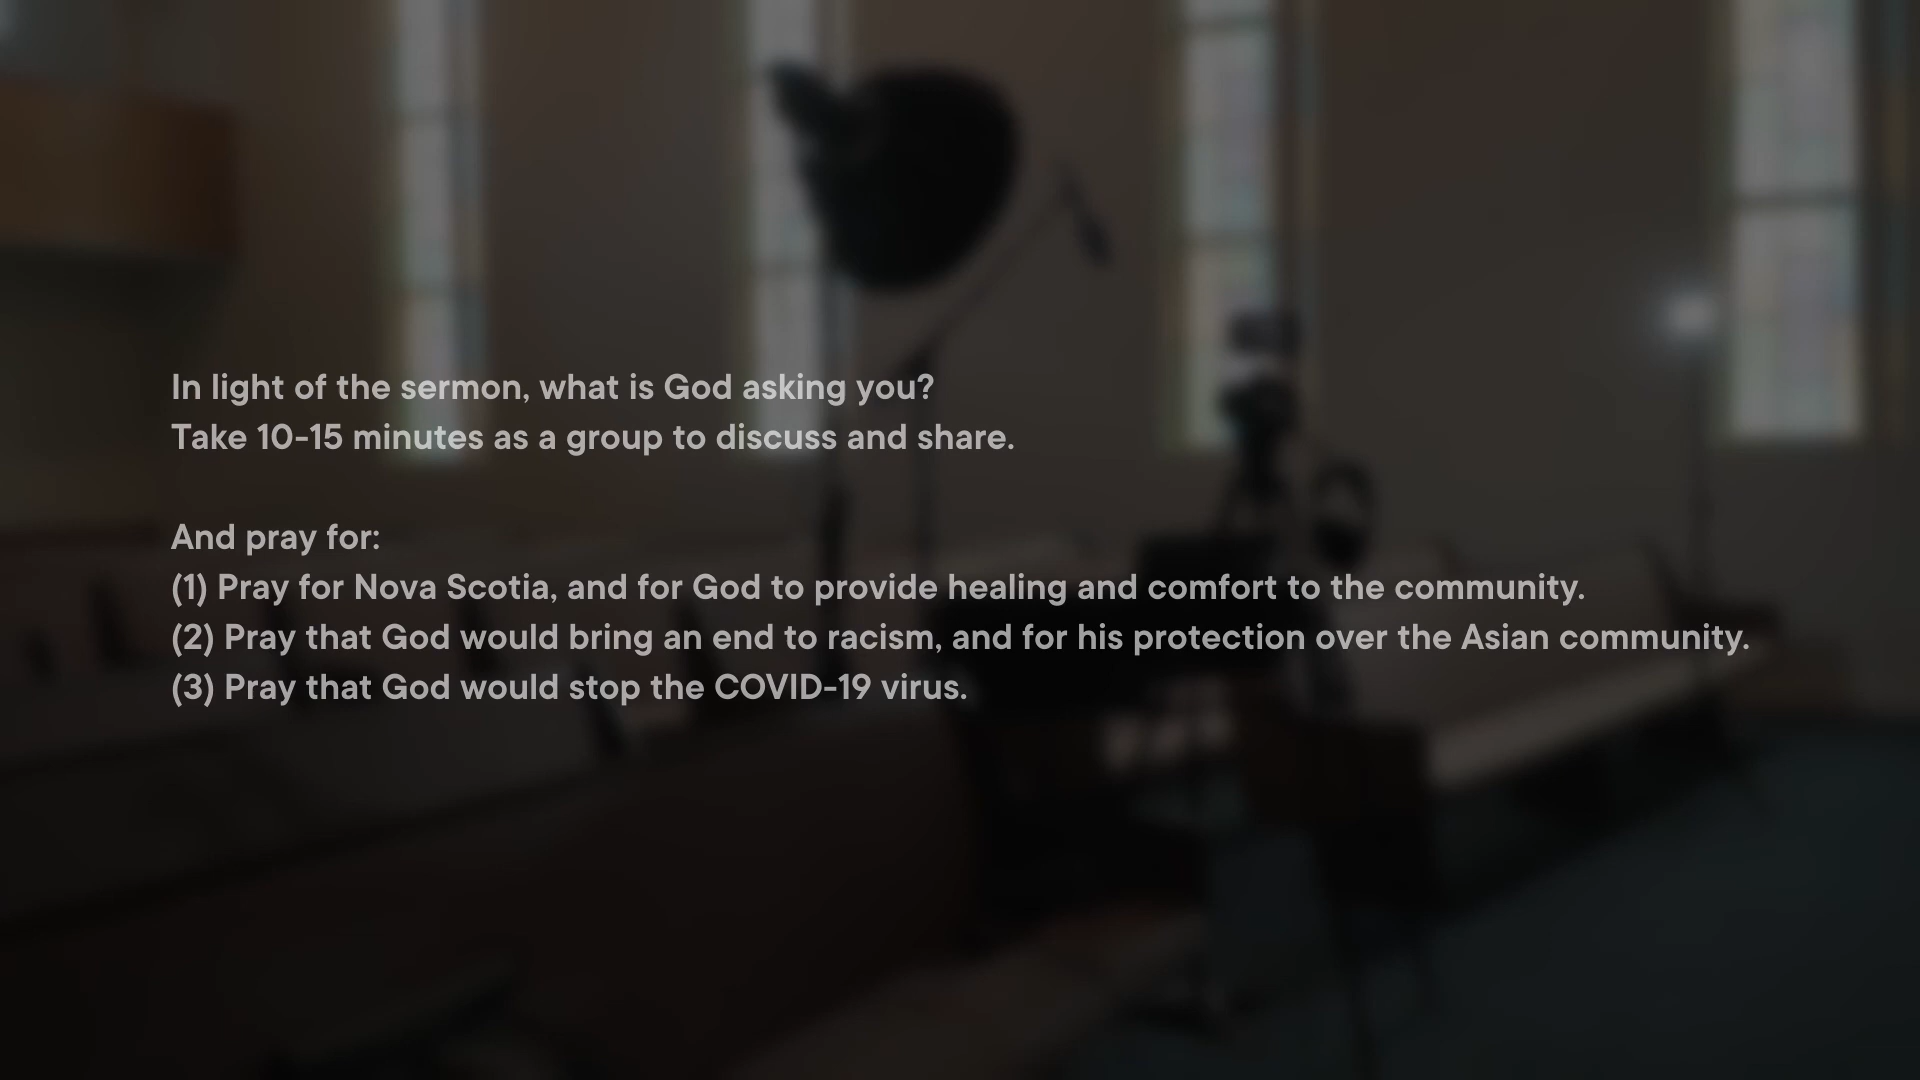 In light of the sermon, what is God asking you?
Take 10-15 minutes as a group to discuss and share.
And pray for:
(1) Pray for Nova Scotia, and for God to provide healing and comfort to the community.
(2) Pray that God would bring an end to racism, and for his protection over the Asian community.
(3) Pray that God would stop the COVID-19 virus.